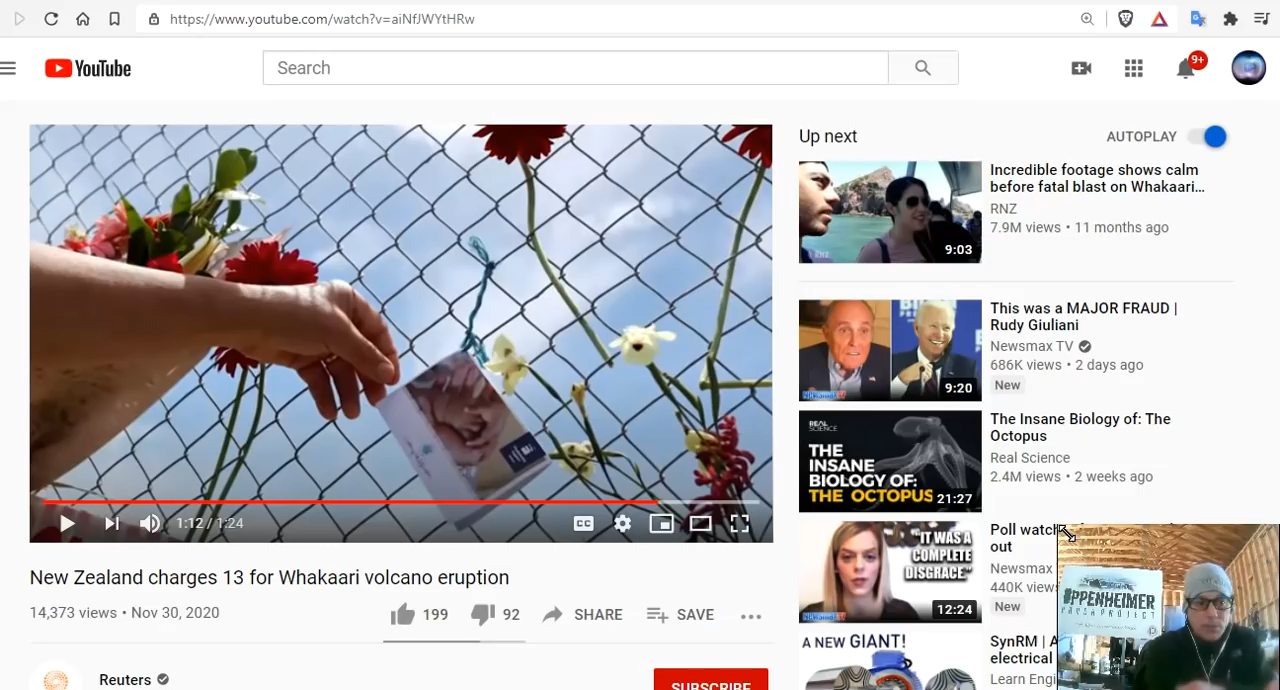 https://www.youtube.com/watch?v=aiNfJWYtHRw
YouTube
Search
9+
1:12 / 1:24
CC
New Zealand charges 13 for Whakaari volcano eruption
14,373 views • Nov 30, 2020
199
92
SHARE
SAVE
Reuters
SUBSCRIBE
Up next
AUTOPLAY
9:03
Incredible footage shows calm
before fatal blast on Whakaari...
RNZ
7.9M views • 11 months ago
9:20
This was a MAJOR FRAUD |
Rudy Giuliani
Newsmax TV
686K views • 2 days ago
New
REAL
SCIENCE
THE
INSANE
BIOLOGY OF:
THE OCTOPUS
21:27
The Insane Biology of: The
Octopus
Real Science
2.4M views • 2 weeks ago
"IT WAS A
COMPLETE
DISGRACE."
12:24
Poll watch
out
Newsmax
440K view
New
A NEW GIANT!
SynRM | A
electrical
Learn Engi
PPENHEIMER
PROJECT